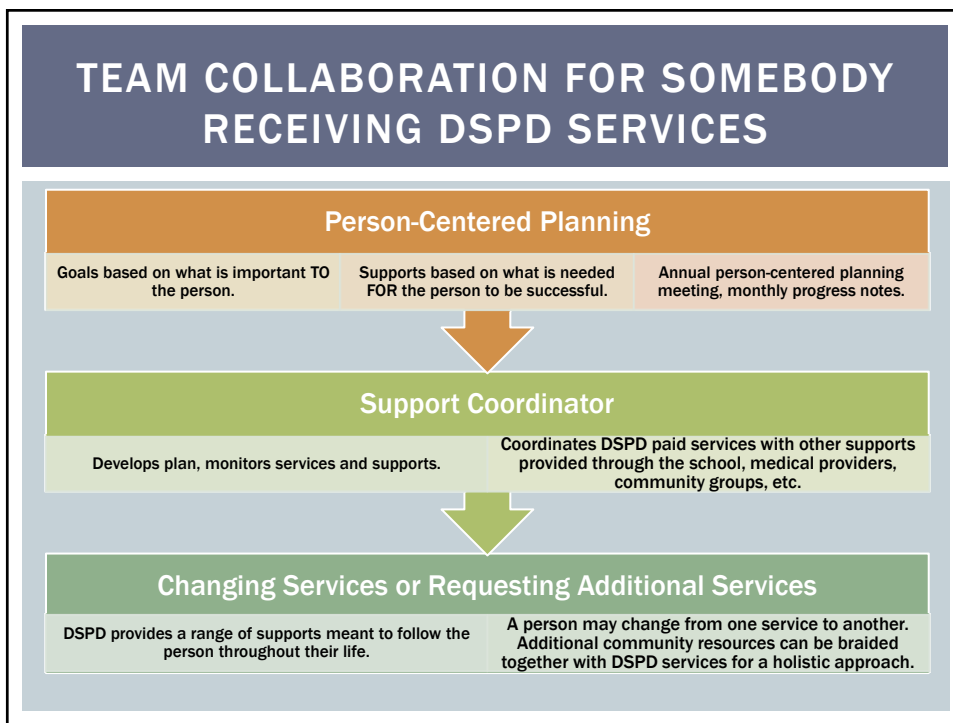 TEAM COLLABORATION FOR SOMEBODY
RECEIVING DSPD SERVICES
Person-Centered Planning
Goals based on what is important TO
the person.
Supports based on what is needed
FOR the person to be successful.
Annual person-centered planning
meeting, monthly progress notes.
Support Coordinator
Develops plan, monitors services and supports.
Coordinates DSPD paid services with other supports
provided through the school, medical providers,
community groups, etc.
Changing Services or Requesting Additional Services
DSPD provides a range of supports meant to follow the
person throughout their life.
A person may change from one service to another.
Additional community resources can be braided
together with DSPD services for a holistic approach.